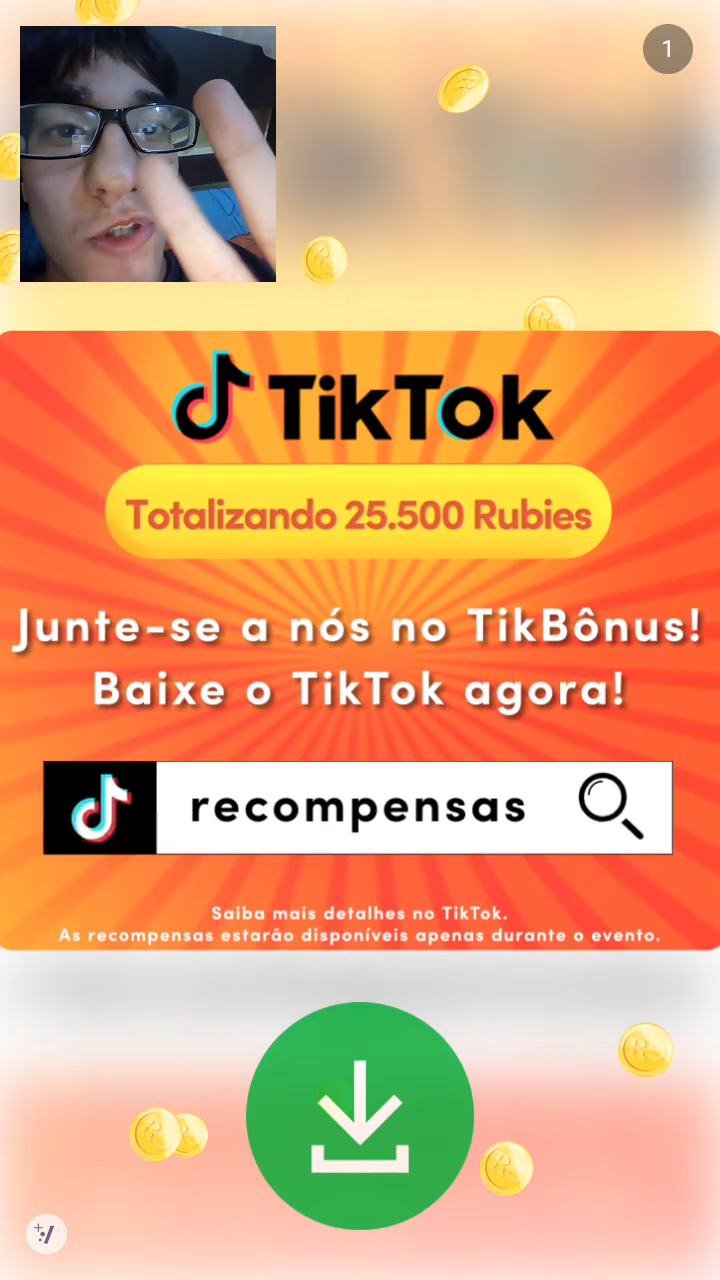 1
TikTok
Totalizando 25.500 Rubies
Junte-se a nós no TikBônus!
Baixe o TikTok agora!
recompensas
Saiba mais detalhes no TikTok.
As recompensas estarão disponíveis apenas durante o evento.